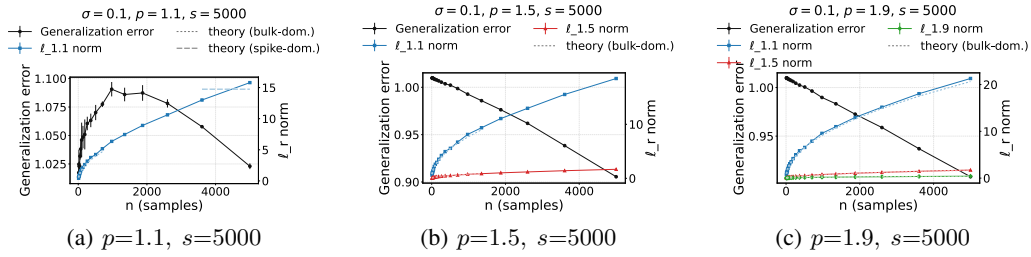 σ = 0.1, p = 1.1, s = 5000
Generalization error
ℓ_1.1 norm
theory (bulk-dom.)
theory (spike-dom.)
1.100
1.075
1.050
1.025
Generalization error
15
10
5
0
ℓ_r norm
0
2000
4000
n (samples)
(a) p=1.1, s=5000
σ = 0.1, p = 1.5, s = 5000
Generalization error
ℓ_1.1 norm
ℓ_1.5 norm
theory (bulk-dom.)
1.00
0.95
0.90
Generalization error
10
0
ℓ_r norm
0
2000
4000
n (samples)
(b) p=1.5, s=5000
σ = 0.1, p = 1.9, s = 5000
Generalization error
ℓ_1.1 norm
ℓ_1.5 norm
ℓ_1.9 norm
theory (bulk-dom.)
1.00
0.95
Generalization error
20
10
0
ℓ_r norm
0
2000
4000
n (samples)
(c) p=1.9, s=5000